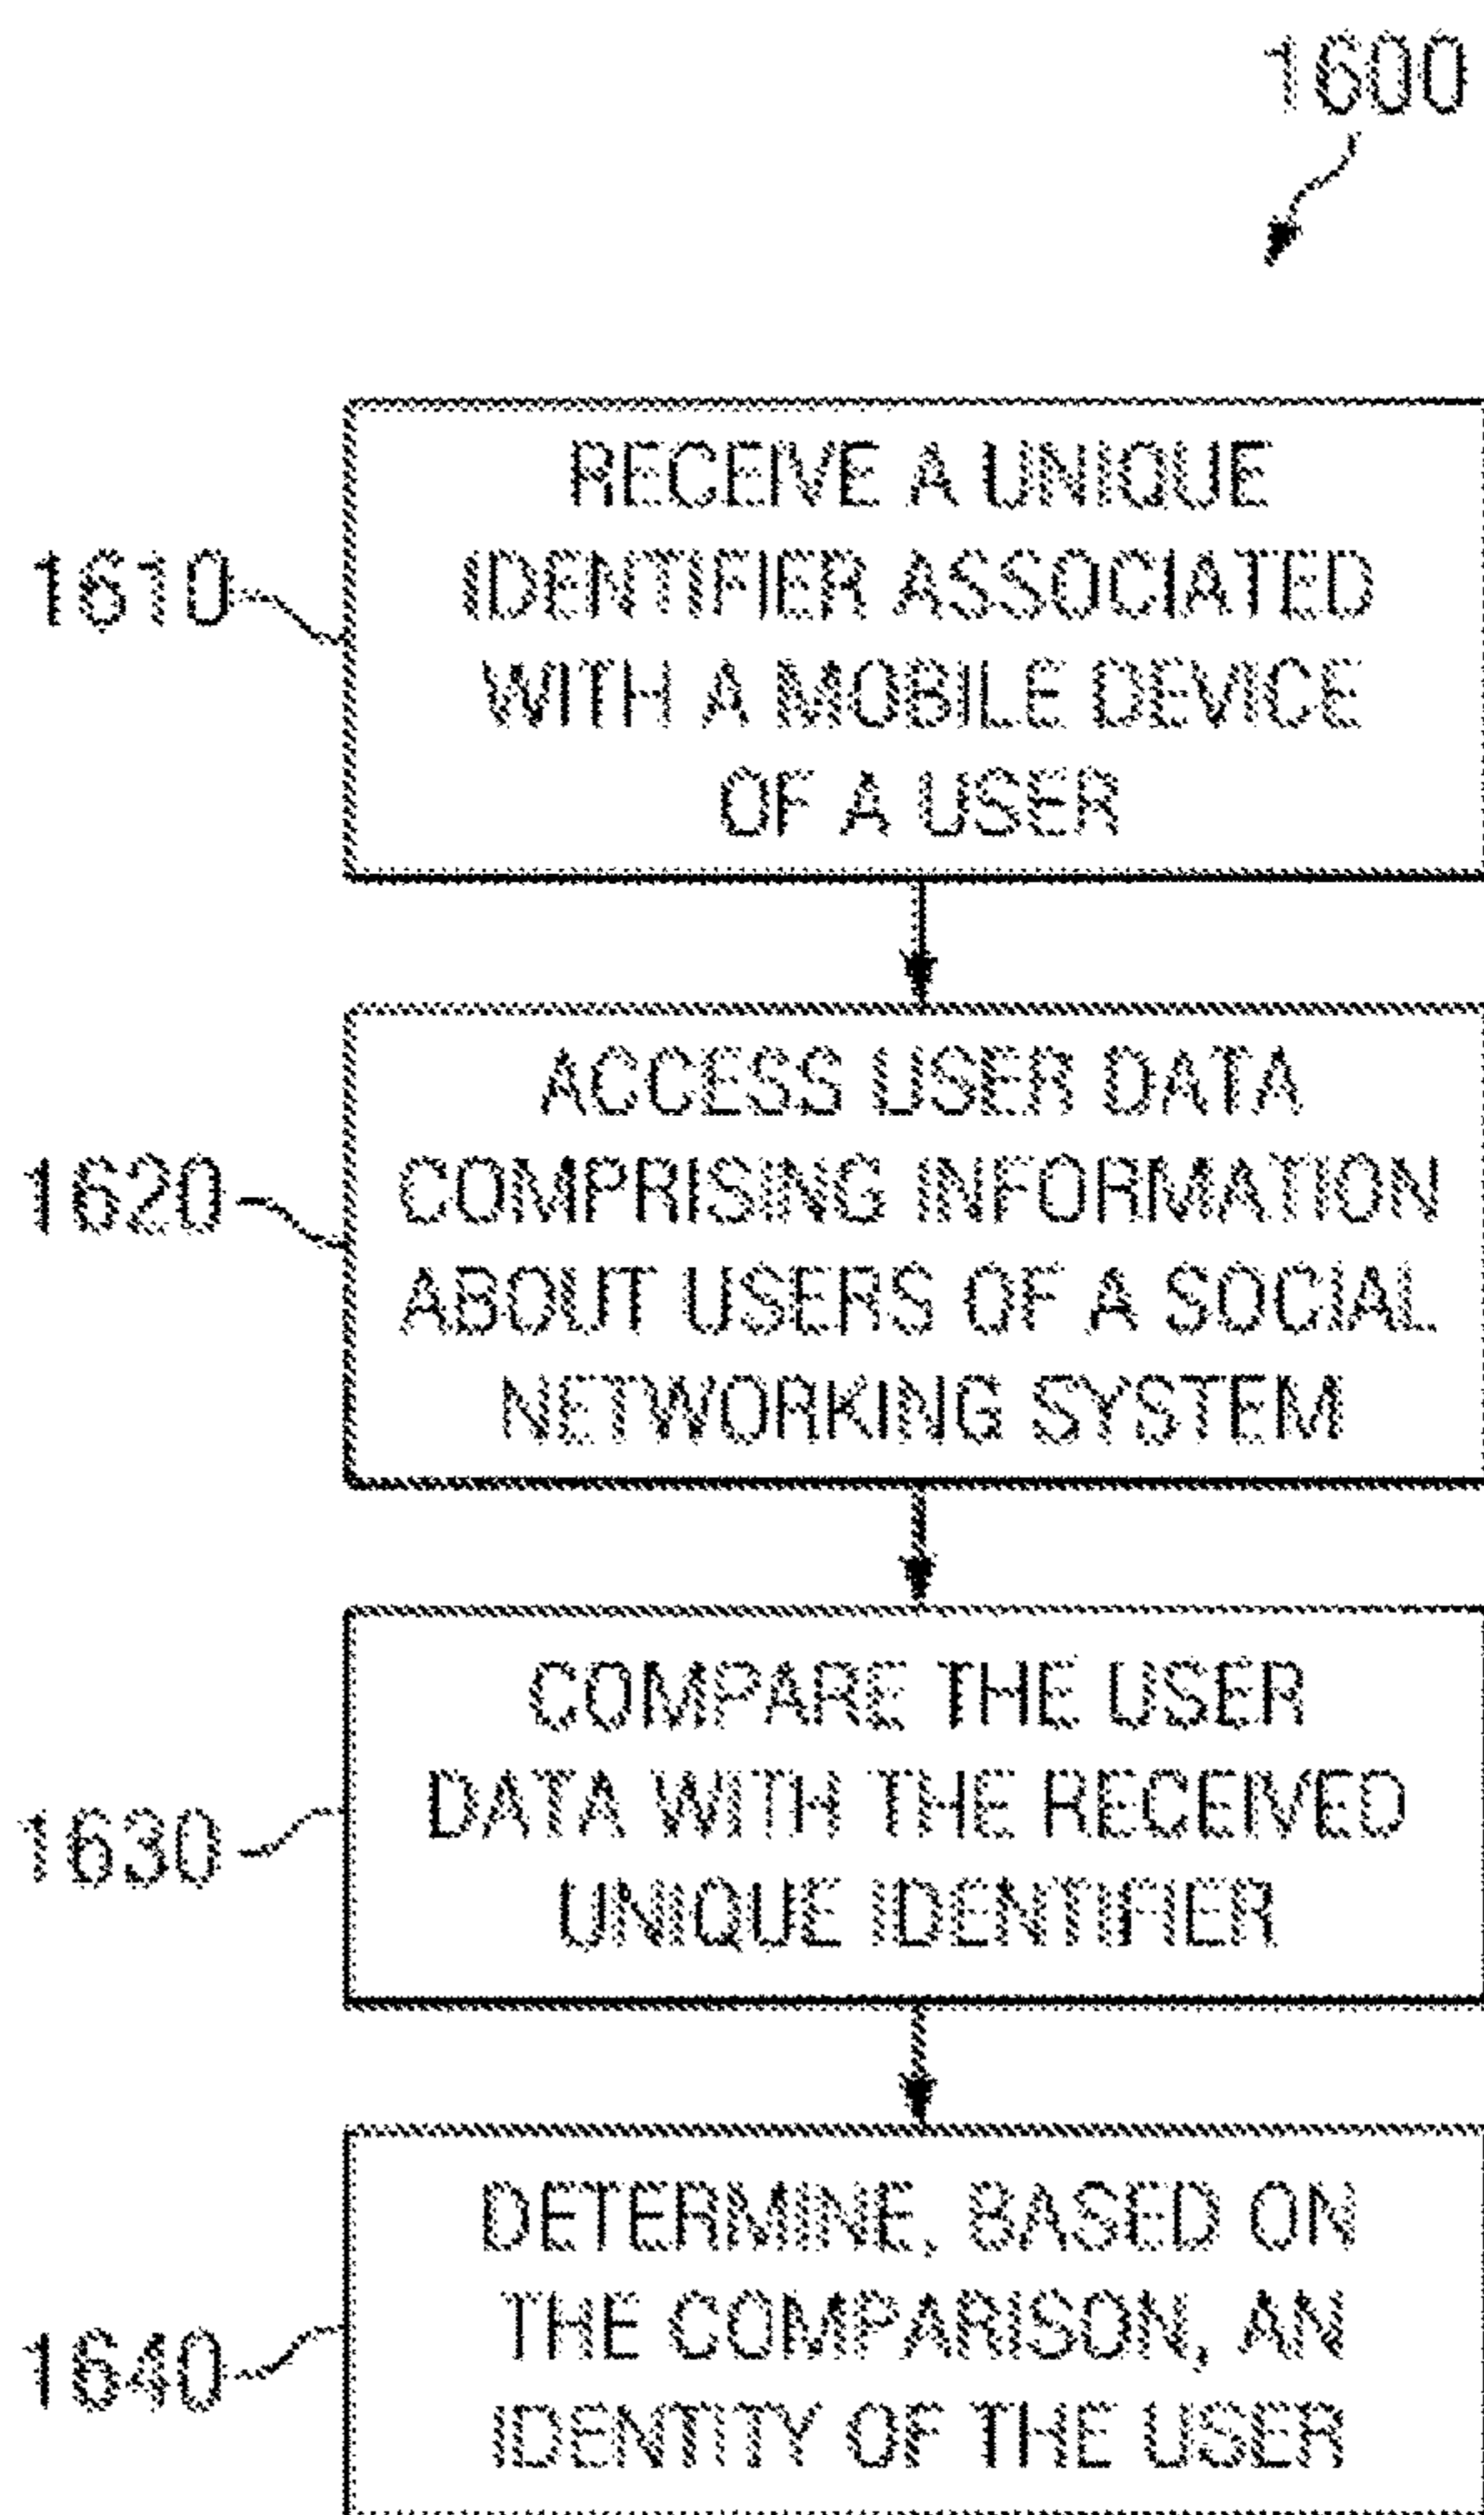 1600
1610
RECEIVE A UNIQUE
IDENTIFIER ASSOCIATED
WITH A MOBILE DEVICE
OF A USER
1620
ACCESS USER DATA
COMPRISING INFORMATION
ABOUT USERS OF A SOCIAL
NETWORKING SYSTEM
1630
COMPARE THE USER
DATA WITH THE RECEIVED
UNIQUE IDENTIFIER
1640
DETERMINE, BASED ON
THE COMPARISON, AN
IDENTITY OF THE USER